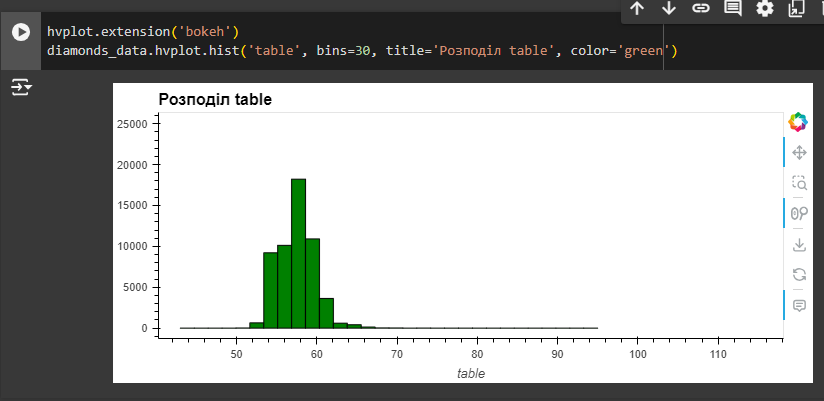 hvplot.extension('bokeh')
diamonds_data.hvplot.hist('table', bins=30, title='Розподіл table', color='green')
Розподіл table
25000
20000
15000
10000
5000
0
50 60 70 80 90 100 110
table